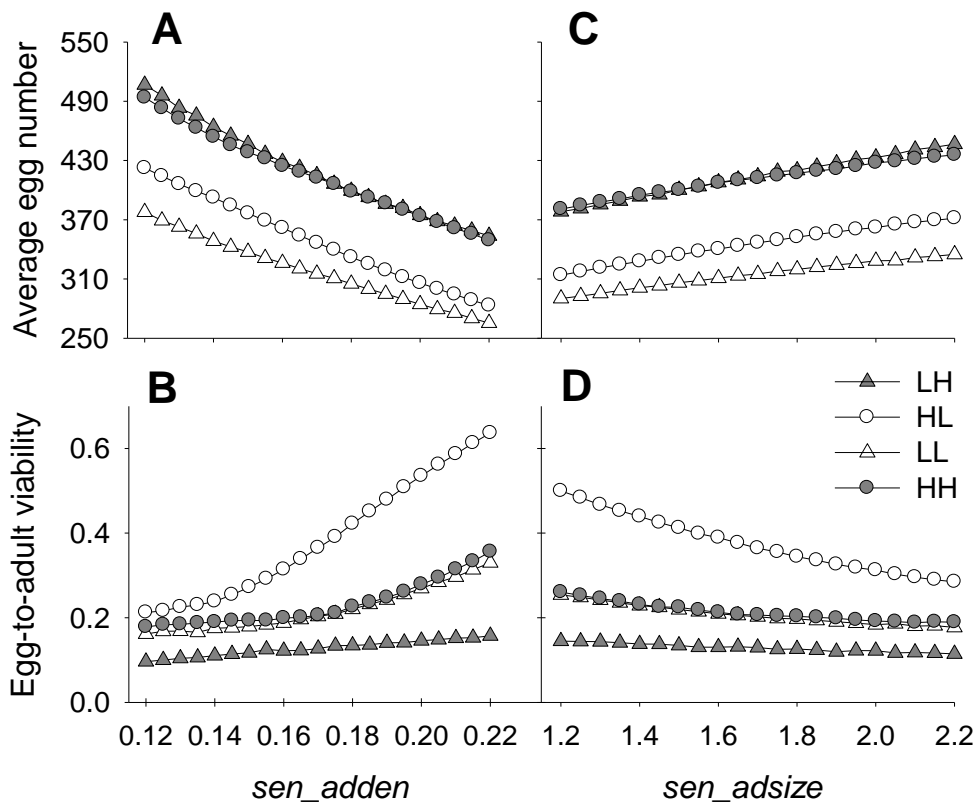 A
C
Average egg number
550
490
430
370
310
250
B
D
LH
HL
LL
HH
Egg-to-adult viability
0.6
0.4
0.2
0.0
0.12 0.14 0.16 0.18 0.20 0.22
1.2 1.4 1.6 1.8 2.0 2.2
sen_adden
sen_adsize